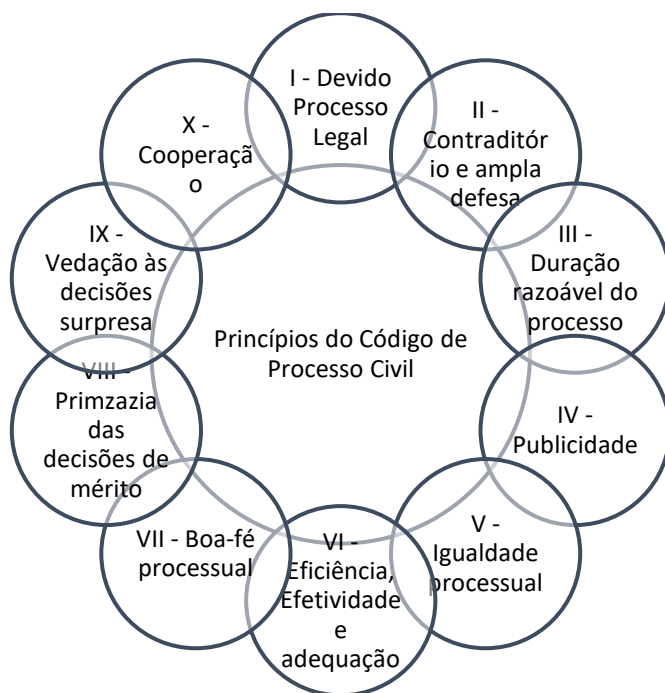 I - Devido
Processo
Legal
II -
Contraditór
io e ampla
defesa
III -
Duração
razoável do
processo
IV -
Publicidade
V -
Igualdade
processual
VI -
Eficiência,
Efetividade
e
adequação
VII - Boa-fé
processual
VIII -
Primzazia
das
decisões de
mérito
IX -
Vedação às
decisões
surpresa
X -
Cooperaçã
o
Princípios do Código de
Processo Civil